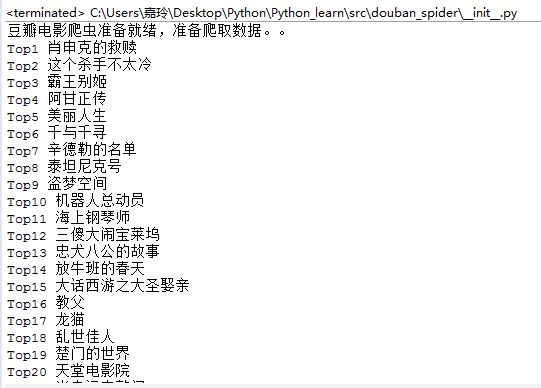 <terminated> C:\Users\嘉玲\Desktop\Python\Python_learn\src\douban_spider\__init__.py
豆瓣电影爬虫准备就绪，准备爬取数据。。
Top1 肖申克的救赎
Top2 这个杀手不太冷
Top3 霸王别姬
Top4 阿甘正传
Top5 美丽人生
Top6 千与千寻
Top7 辛德勒的名单
Top8 泰坦尼克号
Top9 盗梦空间
Top10 机器人总动员
Top11 海上钢琴师
Top12 三傻大闹宝莱坞
Top13 忠犬八公的故事
Top14 放牛班的春天
Top15 大话西游之大圣娶亲
Top16 教父
Top17 龙猫
Top18 乱世佳人
Top19 楚门的世界
Top20 天堂电影院